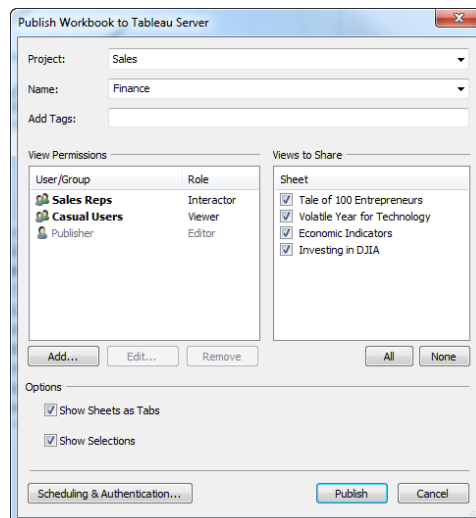 Publish Workbook to Tableau Server
Project: Sales
Name: Finance
Add Tags:
View Permissions
User/Group Role
Sales Reps Interactor
Casual Users Viewer
Publisher Editor
Add... Edit... Remove
Views to Share
Sheet
Tale of 100 Entrepreneurs
Volatile Year for Technology
Economic Indicators
Investing in DJIA
All None
Options
Show Sheets as Tabs
Show Selections
Scheduling & Authentication... Publish Cancel